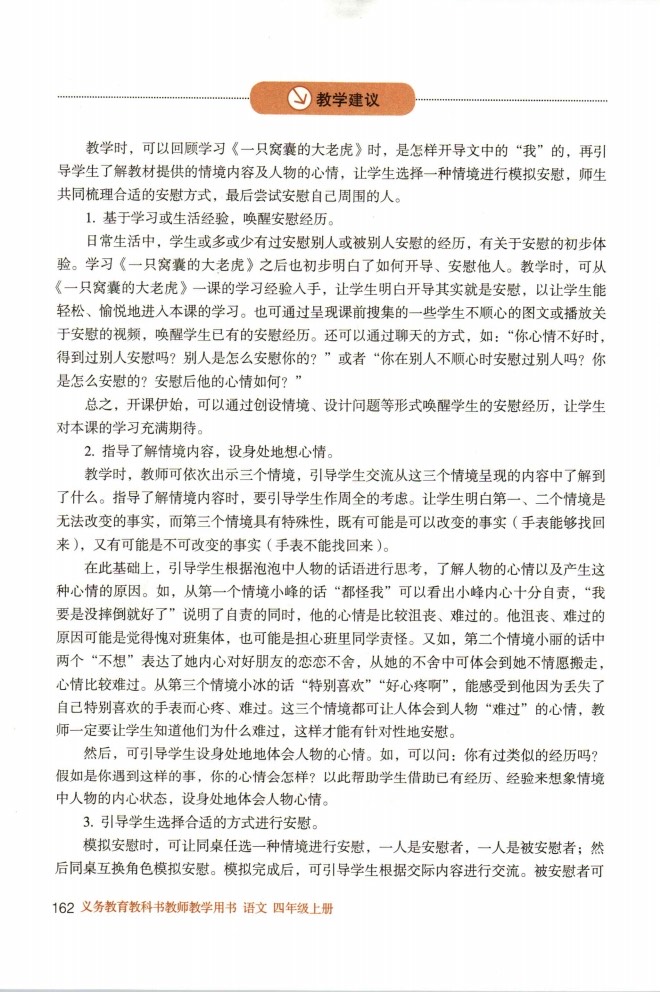 教学建议
教学时，可以回顾学习《一只窝囊的大老虎》时，是怎样开导文中的“我”的，再引
导学生了解教材提供的情境内容及人物的心情，让学生选择一种情境进行模拟安慰，师生
共同梳理合适的安慰方式，最后尝试安慰自己周围的人。
1. 基于学习或生活经验，唤醒安慰经历。
日常生活中，学生或多或少有过安慰别人或被别人安慰的经历，有关于安慰的初步体
验。学习《一只窝囊的大老虎》之后也初步明白了如何开导、安慰他人。教学时，可从
《一只窝囊的大老虎》一课的学习经验入手，让学生明白开导其实就是安慰，以让学生能
轻松、愉悦地进入本课的学习。也可通过呈现课前搜集的一些学生不顺心的图文或播放关
于安慰的视频，唤醒学生已有的安慰经历。还可以通过聊天的方式，如：“你心情不好时，
得到过别人安慰吗？别人是怎么安慰你的？”或者“你在别人不顺心时安慰过别人吗？你
是怎么安慰的？安慰后他的心情如何？”
总之，开课伊始，可以通过创设情境、设计问题等形式唤醒学生的安慰经历，让学生
对本课的学习充满期待。
2. 指导了解情境内容，设身处地想心情。
教学时，教师可依次出示三个情境，引导学生交流从这三个情境呈现的内容中了解到
了什么。指导了解情境内容时，要引导学生作周全的考虑。让学生明白第一、二个情境是
无法改变的事实，而第三个情境具有特殊性，既有可能是可以改变的事实（手表能够找回
来），又有可能是不可改变的事实（手表不能找回来）。
在此基础上，引导学生根据泡泡中人物的话语进行思考，了解人物的心情以及产生这
种心情的原因。如，从第一个情境小峰的话“都怪我”可以看出小峰内心十分自责，“我
要是没摔倒就好了”说明了自责的同时，他的心情是比较沮丧、难过的。他沮丧、难过的
原因可能是觉得愧对班集体，也可能是担心班里同学责怪。又如，第二个情境小丽的话中
两个“不想”表达了她内心对好朋友的恋恋不舍，从她的不舍中可体会到她不情愿搬走，
心情比较难过。从第三个情境小冰的话“特别喜欢”“好心疼啊”，能感受到他因为丢失了
自己特别喜欢的手表而心疼、难过。这三个情境都可让人体会到人物“难过”的心情，教
师一定要让学生知道他们为什么难过，这样才能有针对性地安慰。
然后，可引导学生设身处地地体会人物的心情。如，可以问：你有过类似的经历吗？
假如是你遇到这样的事，你的心情会怎样？以此帮助学生借助已有经历、经验来想象情境
中人物的内心状态，设身处地体会人物心情。
3. 引导学生选择合适的方式进行安慰。
模拟安慰时，可让同桌任选一种情境进行安慰，一人是安慰者，一人是被安慰者；然
后同桌互换角色模拟安慰。模拟完成后，可引导学生根据交际内容进行交流。被安慰者可
162 义务教育教科书教师教学用书 语文 四年级上册